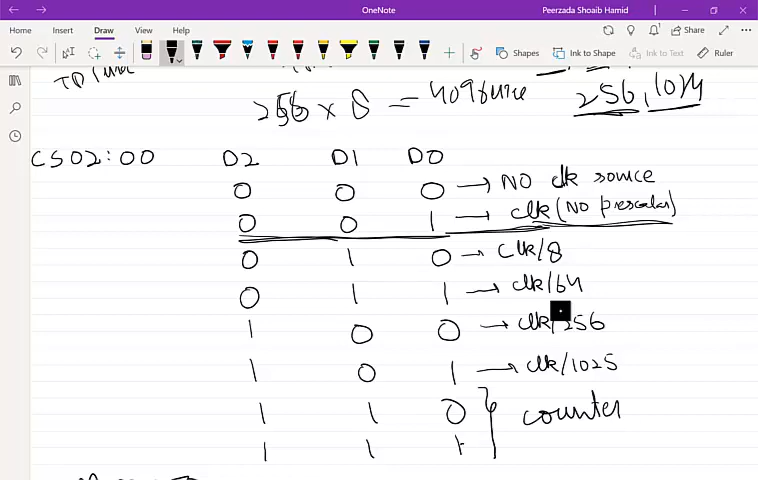 OneNote
Peerzada Shoaib Hamid
Home Insert Draw View Help Share
Shapes Ink to Shape Ink to Text Ruler
256 × 8 = 256, 1024
CS02:00 D2 D1 D0
0 0 0 → NO clk source
0 0 1 → clk (No prescalar)
0 1 0 → clk/8
0 1 1 → clk/64
1 0 0 → clk/256
1 0 1 → clk/1025
1 1 0 } counter
1 1 1